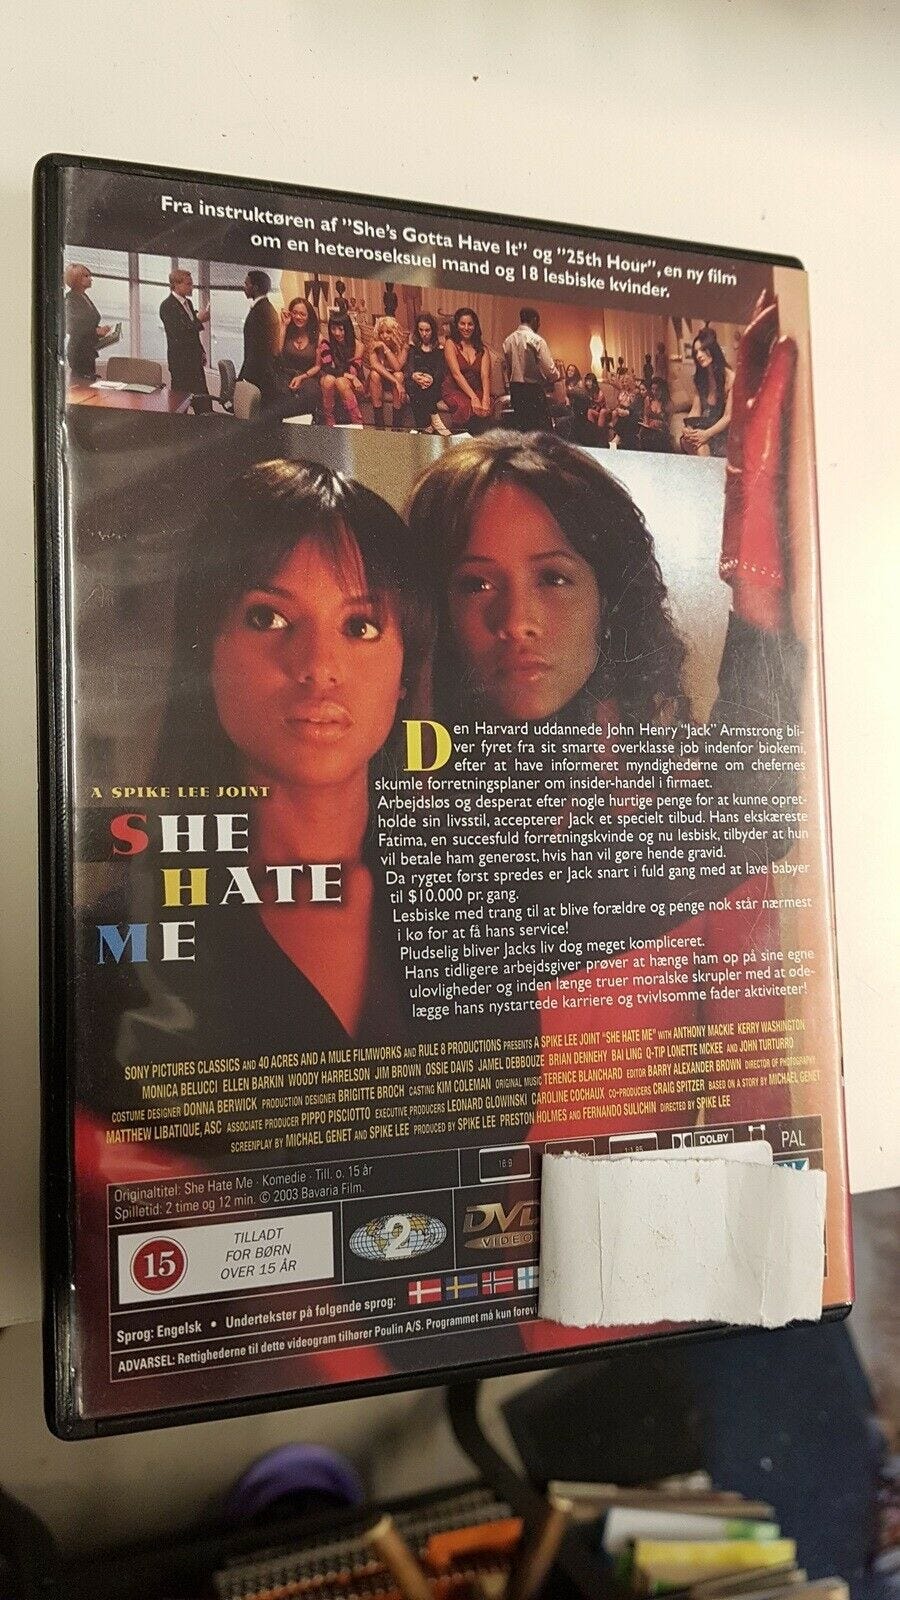 Fra instruktøren af "She's Gotta Have It" og "25th Hour", en ny film
om en heteroseksuel mand og 18 lesbiske kvinder.
Den Harvard uddannede John Henry "Jack" Armstrong bli-
ver fyret fra sit smarte overklasse job indenfor biokemi,
efter at have informeret myndighederne om chefernes
skumle forretningsplaner om insider-handel i firmaet.
Arbejdsløs og desperat efter nogle hurtige penge for at kunne opret-
holde sin livsstil, accepterer Jack et specielt tilbud. Hans ekskæreste
Fatima, en succesfuld forretningskvinde og nu lesbisk, tilbyder at hun
vil betale ham generøst, hvis han vil gøre hende gravid.
Da rygtet først spredes er Jack snart i fuld gang med at lave babyer
til $10.000 pr. gang.
Lesbiske med trang til at blive forældre og penge nok står nærmest
i kø for at få hans service!
Pludselig bliver Jacks liv dog meget kompliceret.
Hans tidligere arbejdsgiver prøver at hænge ham op på sine egne
ulovligheder og inden længe truer moralske skrupler med at øde-
lægge hans nystartede karriere og tvivlsomme fader aktiviteter!
A SPIKE LEE JOINT
SHE
HATE
ME
SONY PICTURES CLASSICS AND 40 ACRES AND A MULE FILMWORKS AND RULE 8 PRODUCTIONS PRESENTS A SPIKE LEE JOINT "SHE HATE ME" WITH ANTHONY MACKIE KERRY WASHINGTON
MONICA BELUCCI ELLEN BARKIN WOODY HARRELSON JIM BROWN OSSIE DAVIS JAMEL DEBBOUZE BRIAN DENNEHY BAI LING Q-TIP LONETTE MCKEE AND JOHN TURTURRO
COSTUME DESIGNER DONNA BERWICK PRODUCTION DESIGNER BRIGITTE BROCH CASTING KIM COLEMAN ORIGINAL MUSIC TERENCE BLANCHARD EDITOR BARRY ALEXANDER BROWN DIRECTOR OF PHOTOGRAPHY
MATTHEW LIBATIQUE, ASC ASSOCIATE PRODUCER PIPPO PISCIOTTO EXECUTIVE PRODUCERS LEONARD GLOWINSKI CAROLINE COCHAUX CO-PRODUCERS CRAIG SPITZER BASED ON A STORY BY MICHAEL GENET
SCREENPLAY BY MICHAEL GENET AND SPIKE LEE PRODUCED BY SPIKE LEE PRESTON HOLMES AND FERNANDO SULICHIN DIRECTED BY SPIKE LEE
Originaltitel: She Hate Me · Komedie · Till. o. 15 år
Spilletid: 2 time og 12 min. © 2003 Bavaria Film.
16:9
DOLBY
PAL
15
TILLADT
FOR BØRN
OVER 15 ÅR
2
DVD
VIDEO
Sprog: Engelsk • Undertekster på følgende sprog:
ADVARSEL: Rettighederne til dette videogram tilhører Poulin A/S. Programmet må kun